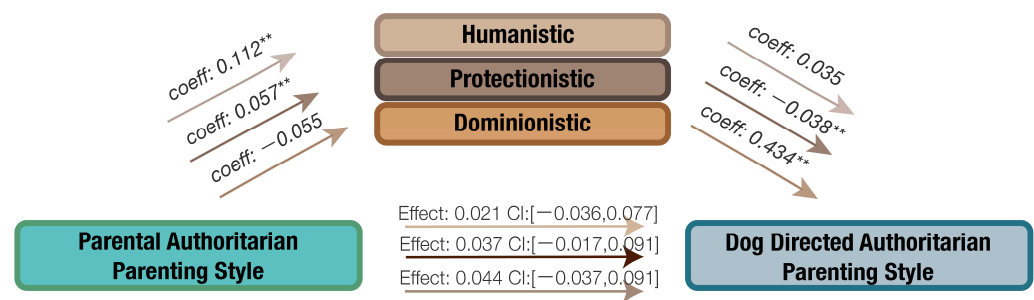 Humanistic
Protectionistic
Dominionistic
coeff: 0.112**
coeff: 0.057**
coeff: −0.055
coeff: 0.035
coeff: −0.038**
coeff: 0.434**
Effect: 0.021 CI:[−0.036,0.077]
Effect: 0.037 CI:[−0.017,0.091]
Effect: 0.044 CI:[−0.037,0.091]
Parental Authoritarian
Parenting Style
Dog Directed Authoritarian
Parenting Style